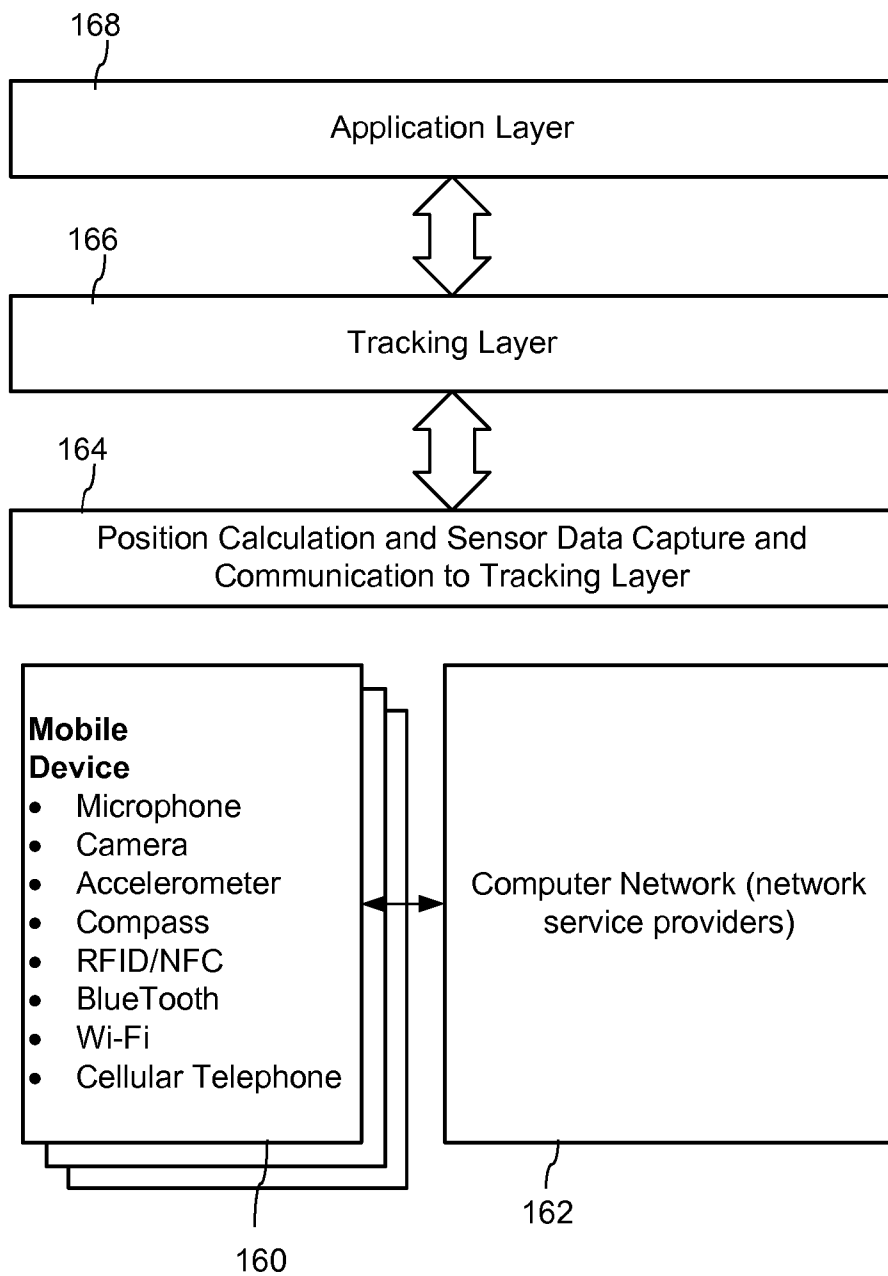 168
Application Layer
166
Tracking Layer
164
Position Calculation and Sensor Data Capture and
Communication to Tracking Layer
Mobile
Device
• Microphone
• Camera
• Accelerometer
• Compass
• RFID/NFC
• BlueTooth
• Wi-Fi
• Cellular Telephone
Computer Network (network
service providers)
160
162